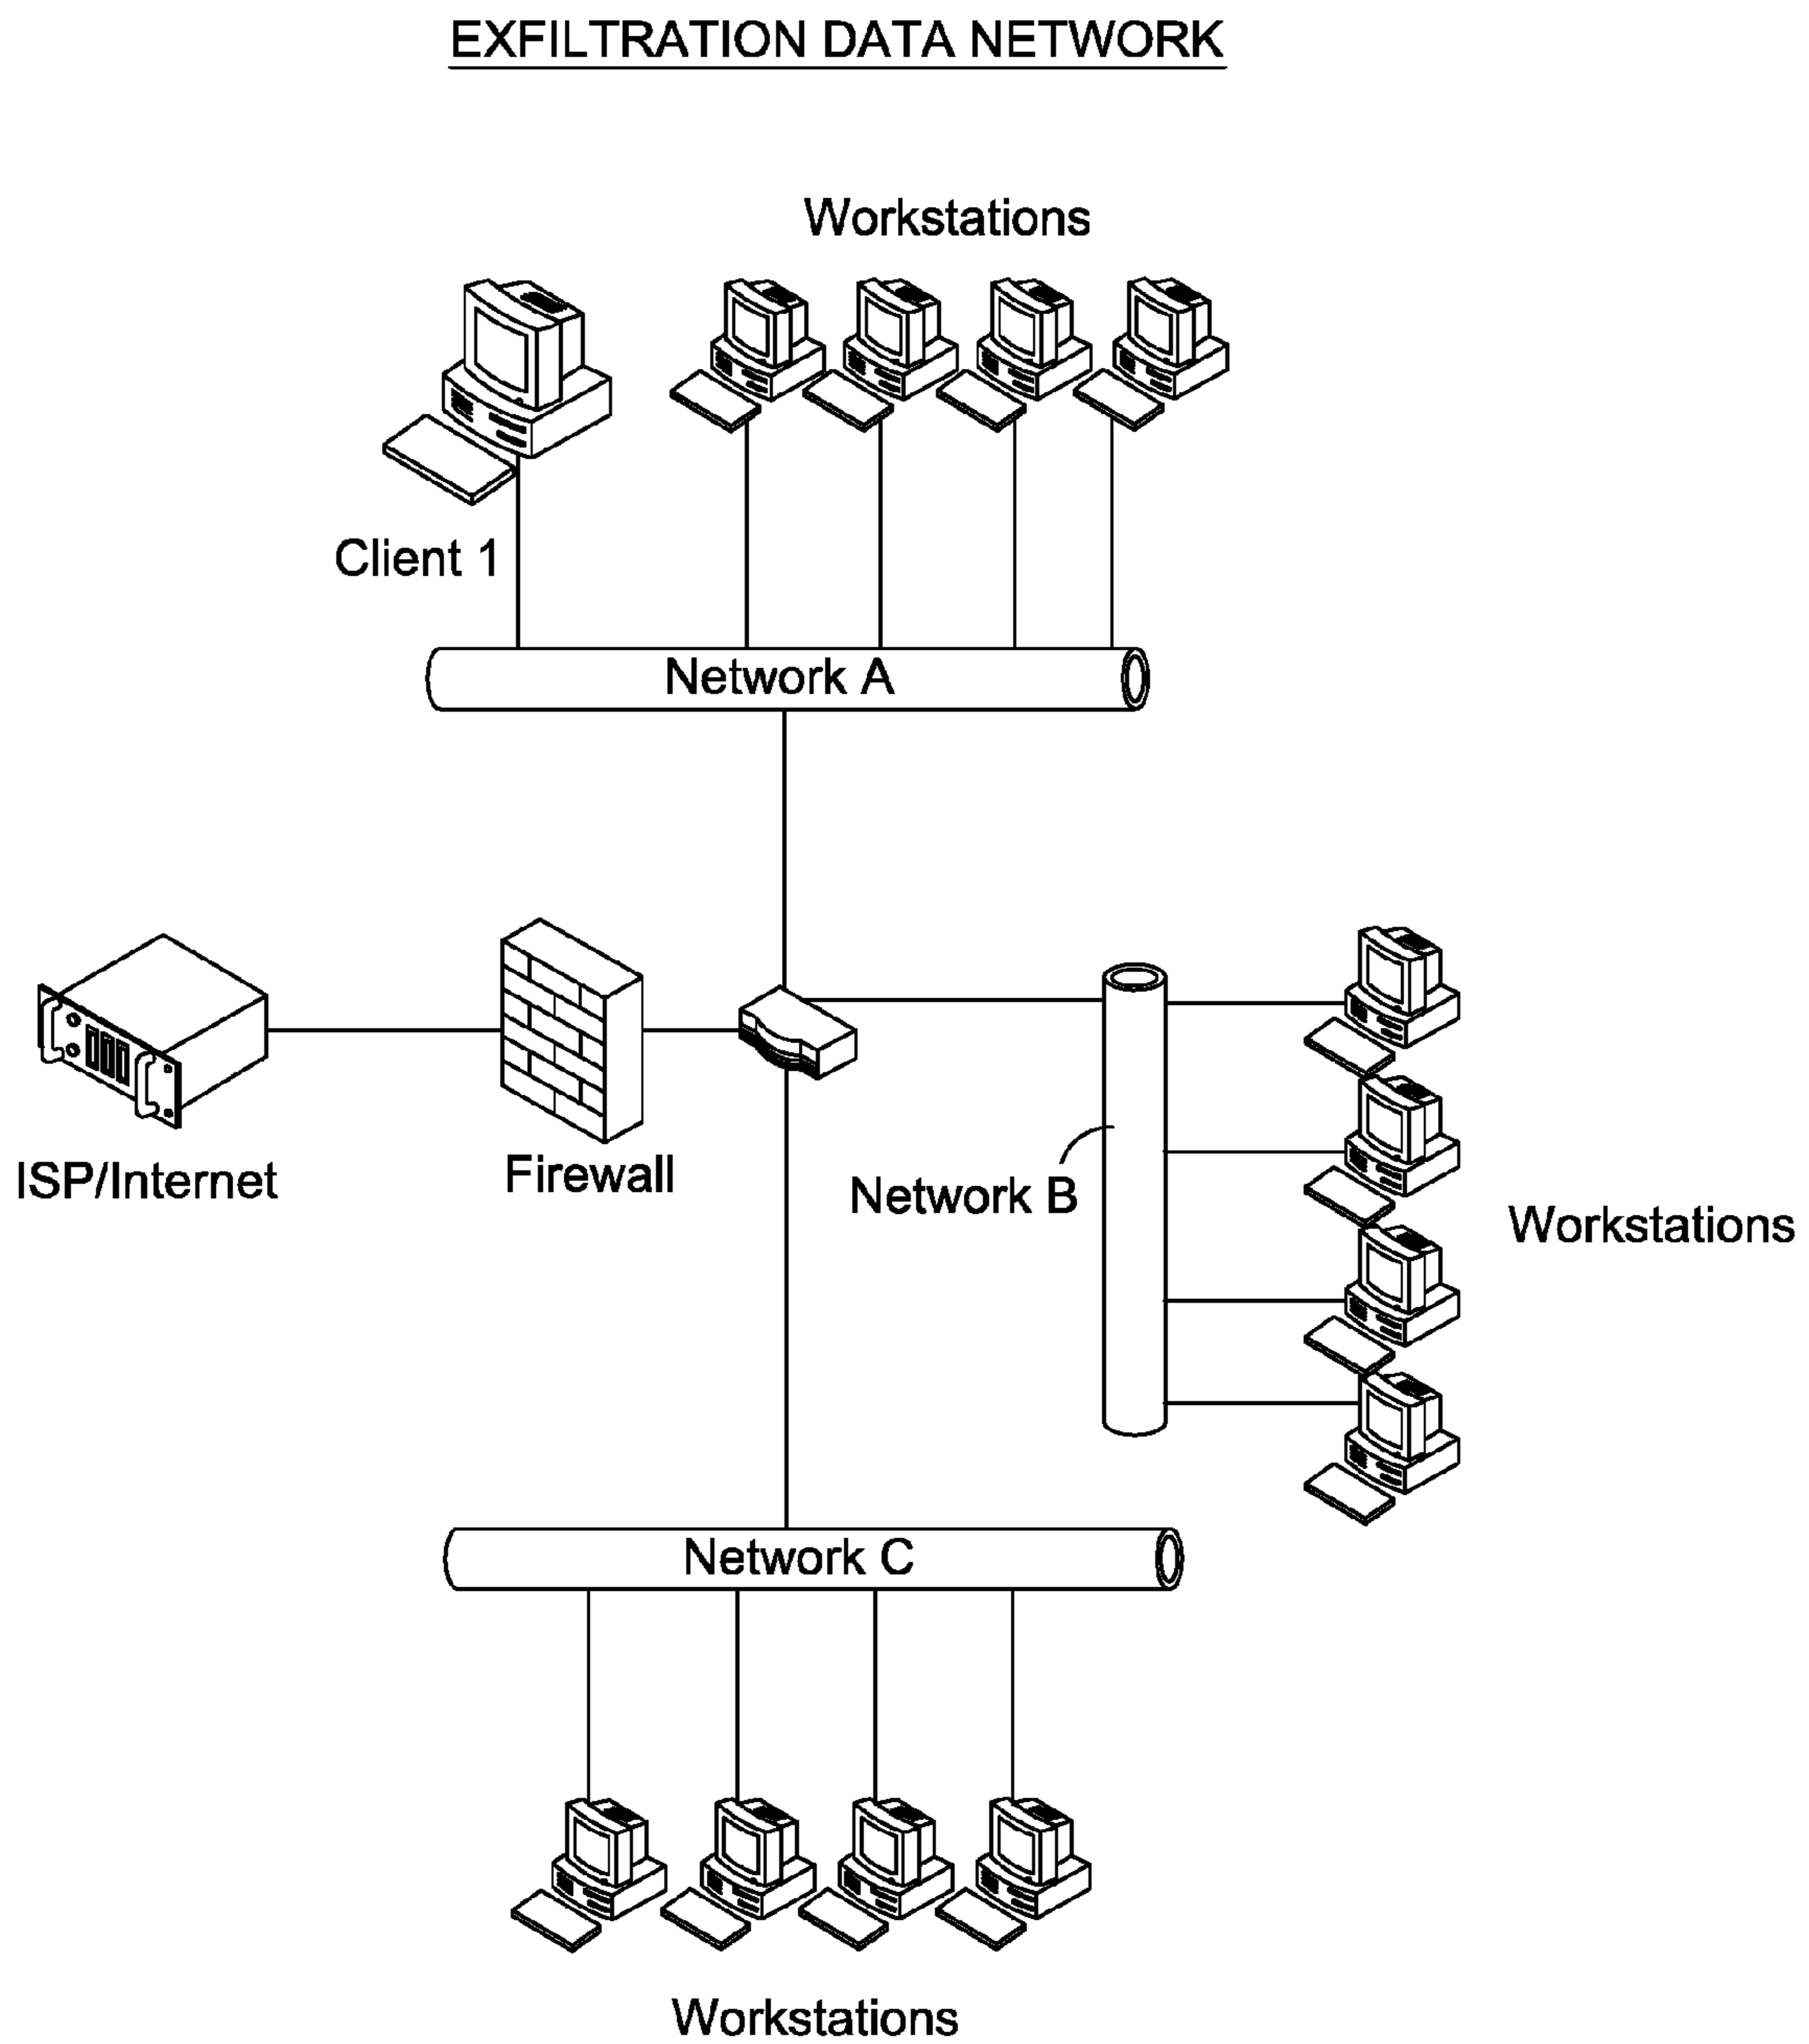 EXFILTRATION DATA NETWORK
Workstations
Client 1
Network A
ISP/Internet
Firewall
Network B
Workstations
Network C
Workstations